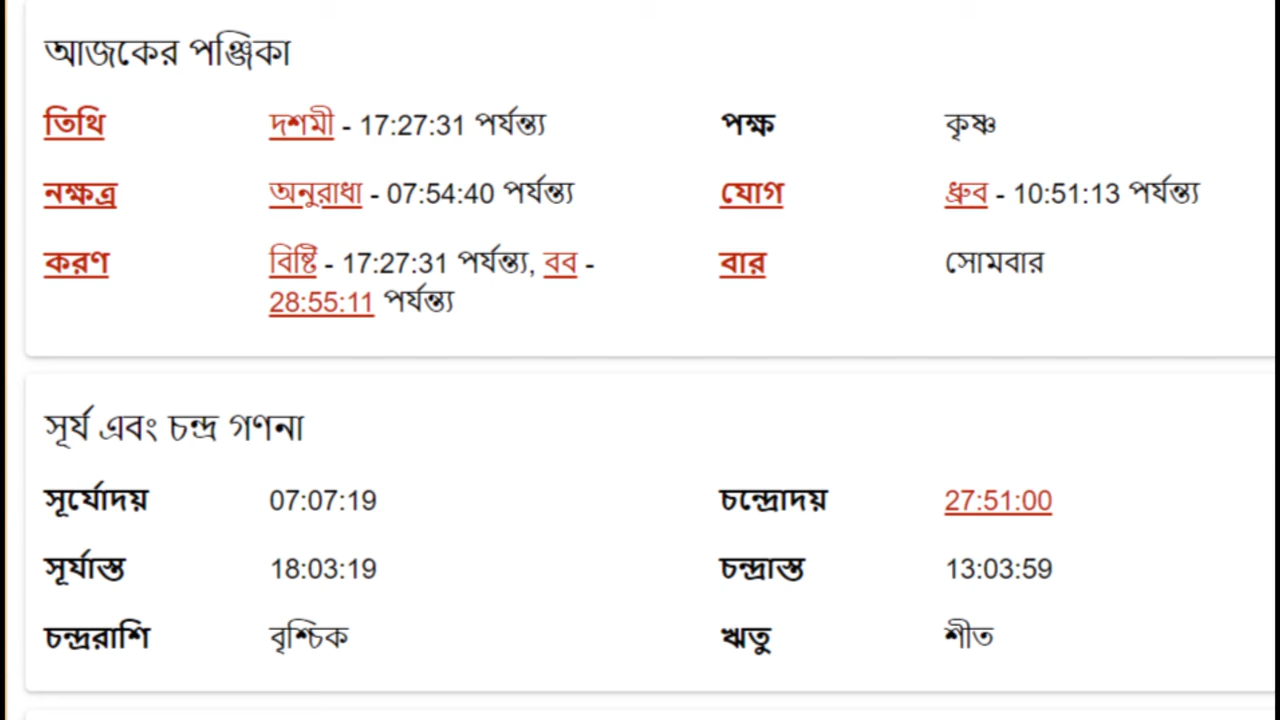 আজকের পঞ্জিকা
তিথি দশমী - 17:27:31 পর্যন্ত্য পক্ষ কৃষ্ণ
নক্ষত্র অনুরাধা - 07:54:40 পর্যন্ত্য যোগ ধ্রুব - 10:51:13 পর্যন্ত্য
করণ বিষ্টি - 17:27:31 পর্যন্ত্য, বব - বার সোমবার
28:55:11 পর্যন্ত্য
সূর্য এবং চন্দ্র গণনা
সূর্যোদয় 07:07:19 চন্দ্রোদয় 27:51:00
সূর্যাস্ত 18:03:19 চন্দ্রাস্ত 13:03:59
চন্দ্ররাশি বৃশ্চিক ঋতু শীত